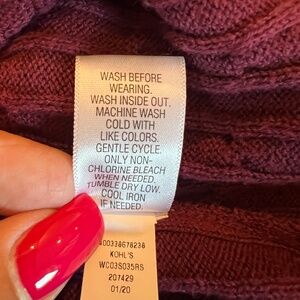 WASH BEFORE
WEARING.
WASH INSIDE OUT.
MACHINE WASH
COLD WITH
LIKE COLORS.
GENTLE CYCLE.
ONLY NON-
CHLORINE BLEACH
WHEN NEEDED.
TUMBLE DRY LOW.
COOL IRON
IF NEEDED.
KOHL'S
WC03S035RS
207429
01/20